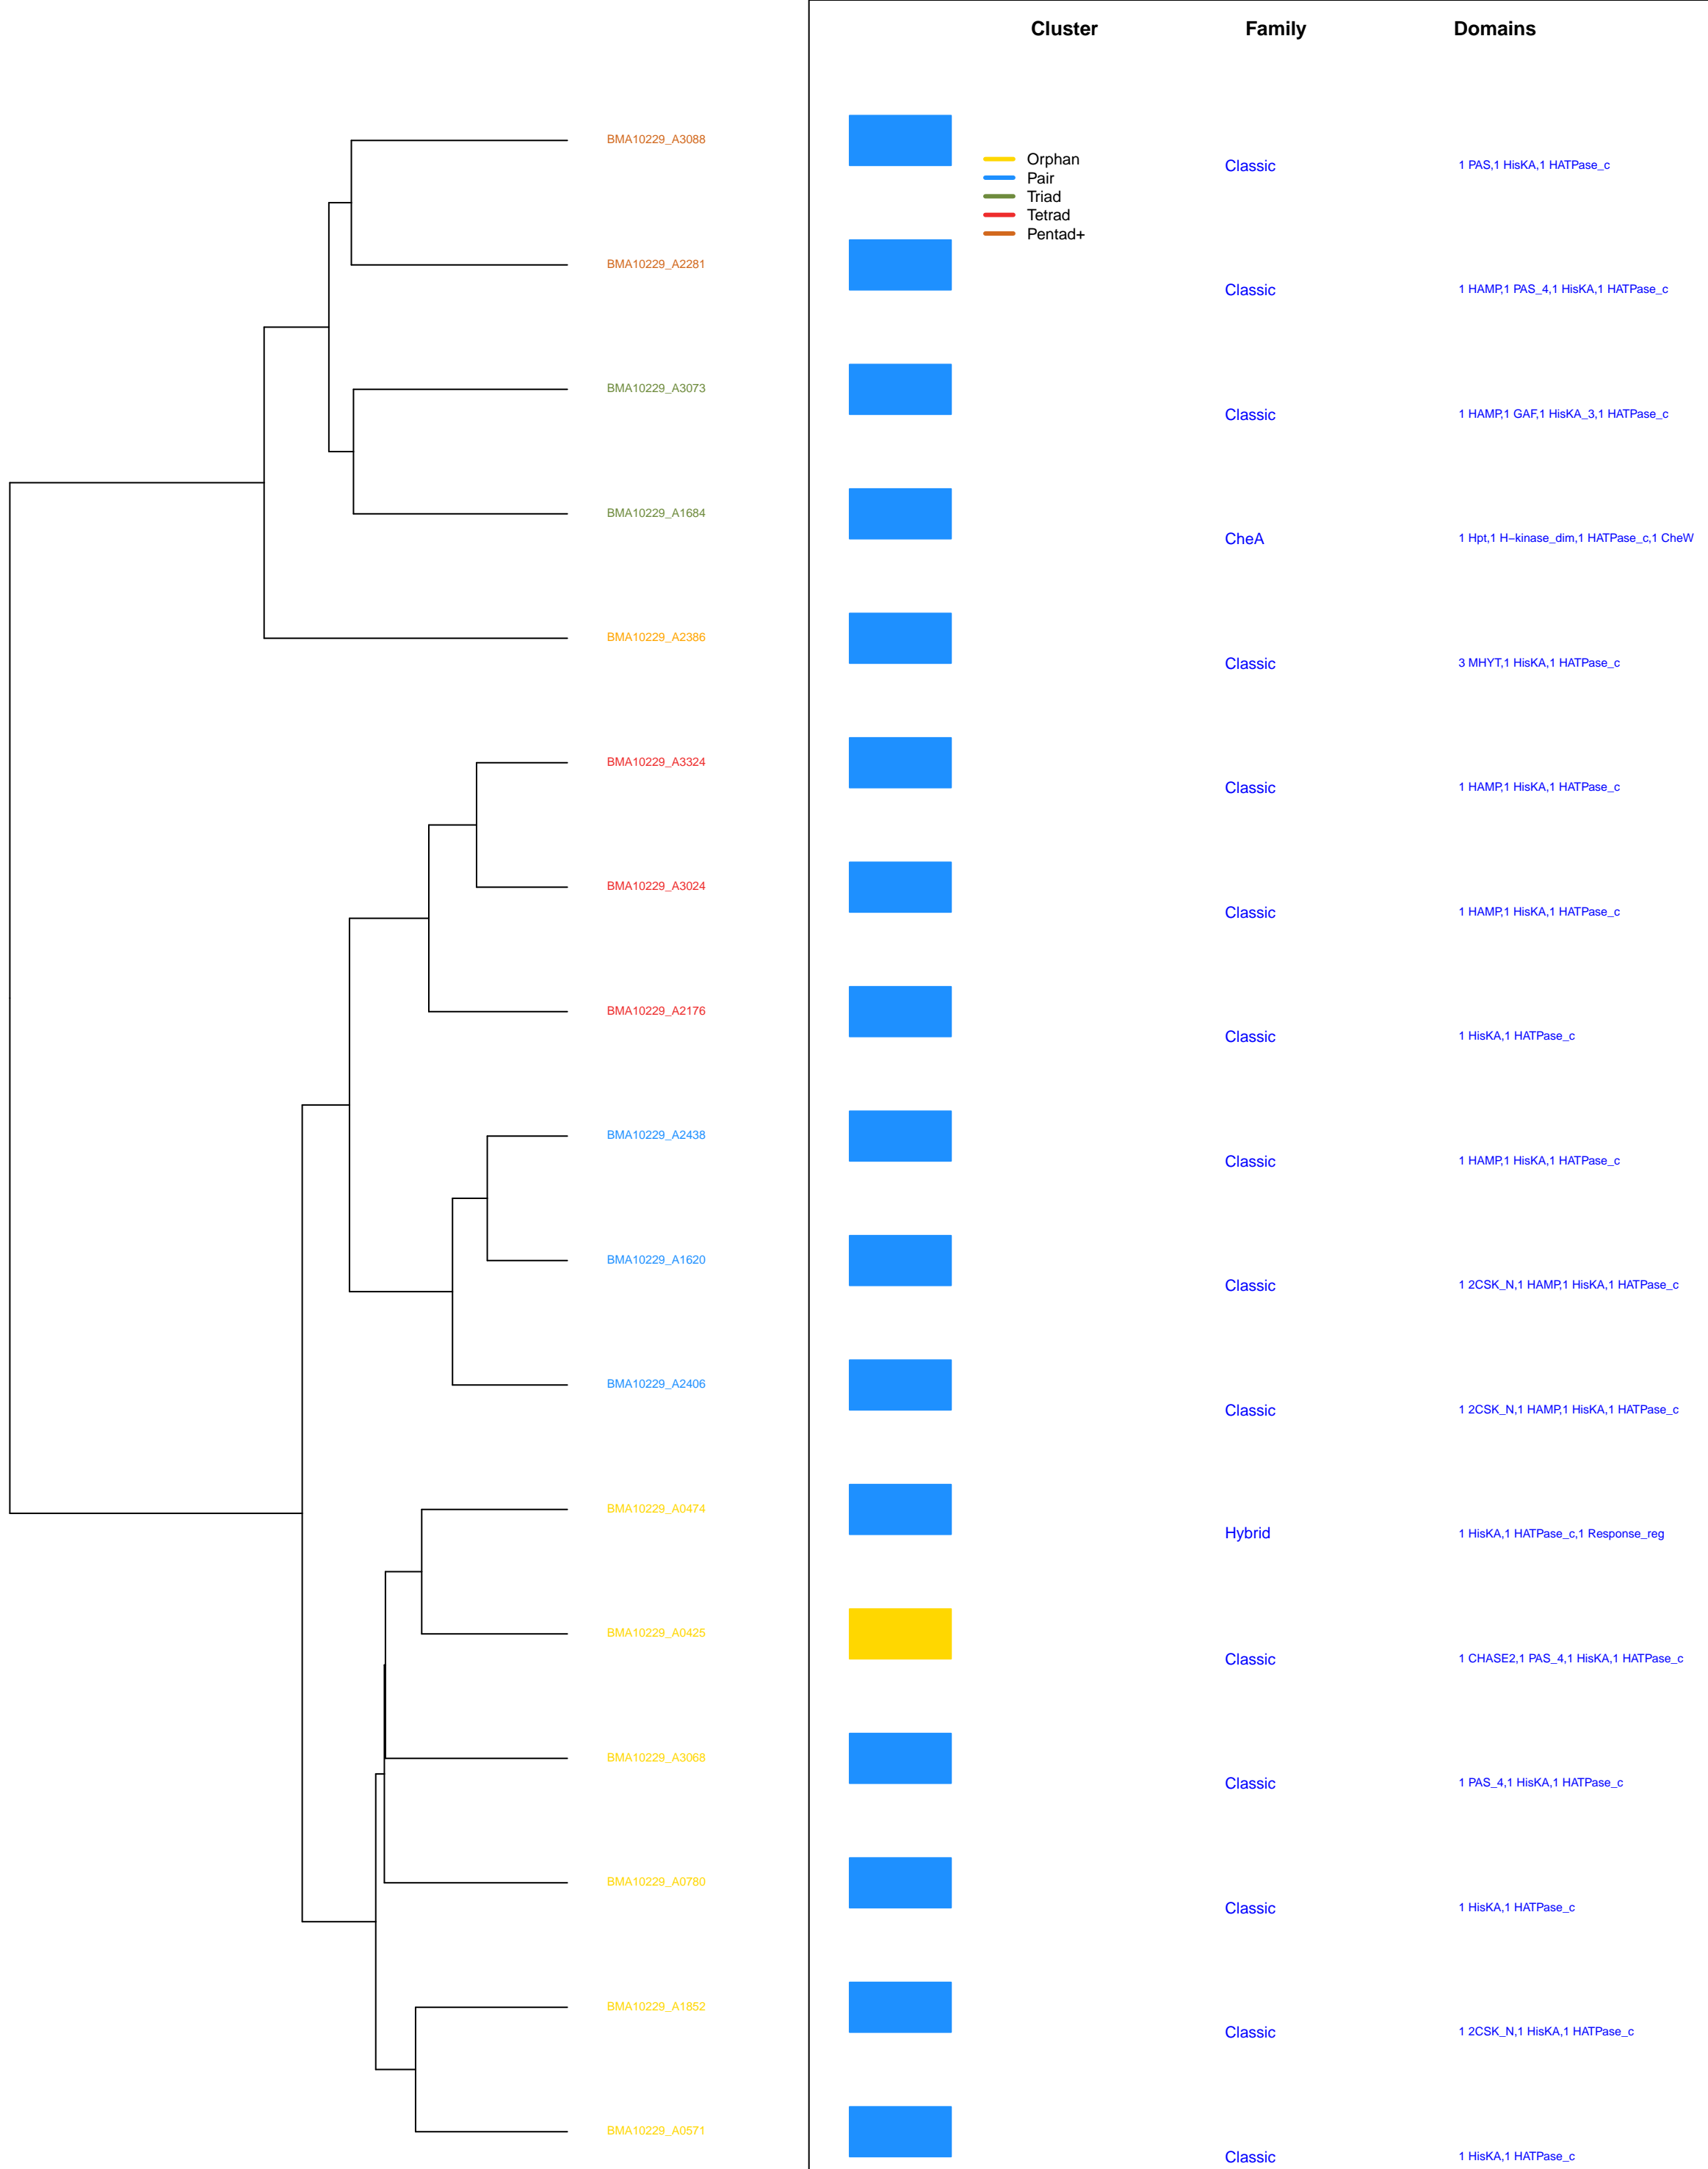 Cluster Family Domains
BMA10229_A3088
Orphan
Classic 1 PAS,1 HisKA,1 HATPase_c
Pair
Triad
Tetrad
Pentad+
BMA10229_A2281
Classic 1 HAMP,1 PAS_4,1 HisKA,1 HATPase_c
BMA10229_A3073
Classic 1 HAMP,1 GAF,1 HisKA_3,1 HATPase_c
BMA10229_A1684
CheA 1 Hpt,1 H−kinase_dim,1 HATPase_c,1 CheW
BMA10229_A2386
Classic 3 MHYT,1 HisKA,1 HATPase_c
BMA10229_A3324
Classic 1 HAMP,1 HisKA,1 HATPase_c
BMA10229_A3024
Classic 1 HAMP,1 HisKA,1 HATPase_c
BMA10229_A2176
Classic 1 HisKA,1 HATPase_c
BMA10229_A2438
Classic 1 HAMP,1 HisKA,1 HATPase_c
BMA10229_A1620
Classic 1 2CSK_N,1 HAMP,1 HisKA,1 HATPase_c
BMA10229_A2406
Classic 1 2CSK_N,1 HAMP,1 HisKA,1 HATPase_c
BMA10229_A0474
Hybrid 1 HisKA,1 HATPase_c,1 Response_reg
BMA10229_A0425
Classic 1 CHASE2,1 PAS_4,1 HisKA,1 HATPase_c
BMA10229_A3068
Classic 1 PAS_4,1 HisKA,1 HATPase_c
BMA10229_A0780
Classic 1 HisKA,1 HATPase_c
BMA10229_A1852
Classic 1 2CSK_N,1 HisKA,1 HATPase_c
BMA10229_A0571
Classic 1 HisKA,1 HATPase_c